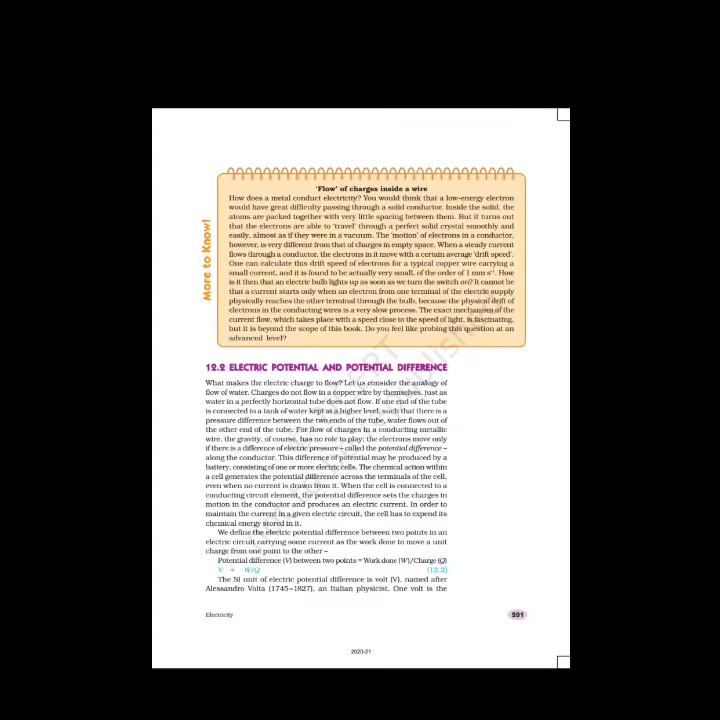 ‘Flow’ of charges inside a wire
How does a metal conduct electricity? You would think that a low-energy electron
would have great difficulty passing through a solid conductor. Inside the solid, the
atoms are packed together with very little spacing between them. But it turns out
that the electrons are able to ‘travel’ through a perfect solid crystal smoothly and
easily, almost as if they were in a vacuum. The ‘motion’ of electrons in a conductor,
however, is very different from that of charges in empty space. When a steady current
flows through a conductor, the electrons in it move with a certain average ‘drift speed’.
One can calculate this drift speed of electrons for a typical copper wire carrying a
small current, and it is found to be actually very small, of the order of 1 mm s⁻¹. How
is it then that an electric bulb lights up as soon as we turn the switch on? It cannot be
that a current starts only when an electron from one terminal of the electric supply
physically reaches the other terminal through the bulb, because the physical drift of
electrons in the conducting wires is a very slow process. The exact mechanism of the
current flow, which takes place with a speed close to the speed of light, is fascinating,
but it is beyond the scope of this book. Do you feel like probing this question at an
advanced level?
More to Know!
12.2 ELECTRIC POTENTIAL AND POTENTIAL DIFFERENCE
What makes the electric charge to flow? Let us consider the analogy of
flow of water. Charges do not flow in a copper wire by themselves, just as
water in a perfectly horizontal tube does not flow. If one end of the tube
is connected to a tank of water kept at a higher level, such that there is a
pressure difference between the two ends of the tube, water flows out of
the other end of the tube. For flow of charges in a conducting metallic
wire, the gravity, of course, has no role to play; the electrons move only
if there is a difference of electric pressure – called the potential difference –
along the conductor. This difference of potential may be produced by a
battery, consisting of one or more electric cells. The chemical action within
a cell generates the potential difference across the terminals of the cell,
even when no current is drawn from it. When the cell is connected to a
conducting circuit element, the potential difference sets the charges in
motion in the conductor and produces an electric current. In order to
maintain the current in a given electric circuit, the cell has to expend its
chemical energy stored in it.
We define the electric potential difference between two points in an
electric circuit carrying some current as the work done to move a unit
charge from one point to the other –
Potential difference (V) between two points = Work done (W)/Charge (Q)
V = W/Q (12.2)
The SI unit of electric potential difference is volt (V), named after
Alessandro Volta (1745–1827), an Italian physicist. One volt is the
Electricity 201
2020-21